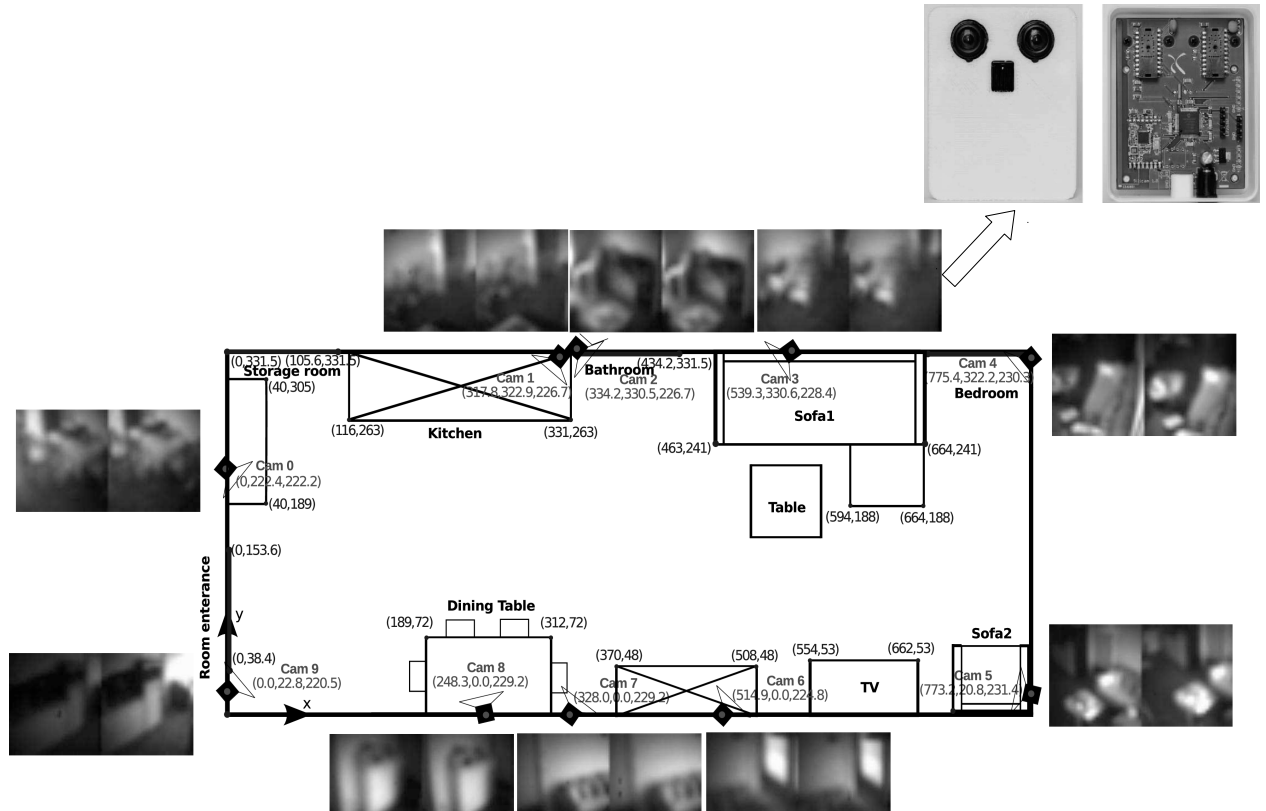 (0,331.5) (105.6,331.5)
Storage room
(40,305)
Cam 1
(317.8,322.9,226.7)
Bathroom
Cam 2
(334.2,330.5,226.7)
(434.2,331.5)
Cam 3
(539.3,330.6,228.4)
Sofa1
Cam 4
(775.4,322.2,230.3)
Bedroom
(116,263)
Kitchen
(331,263)
(463,241)
(664,241)
Cam 0
(0,222.4,222.2)
(40,189)
Table
(594,188)
(664,188)
(0,153.6)
Room enterance
y
Dining Table
(189,72)
(312,72)
Sofa2
(0,38.4)
Cam 9
(0.0,22.8,220.5)
Cam 8
(248.3,0.0,229.2)
(370,48)
(508,48)
Cam 7
(328.0,0.0,229.2)
Cam 6
(514.9,0.0,224.8)
(554,53)
(662,53)
TV
Cam 5
(773.2,20.8,231.4)
x